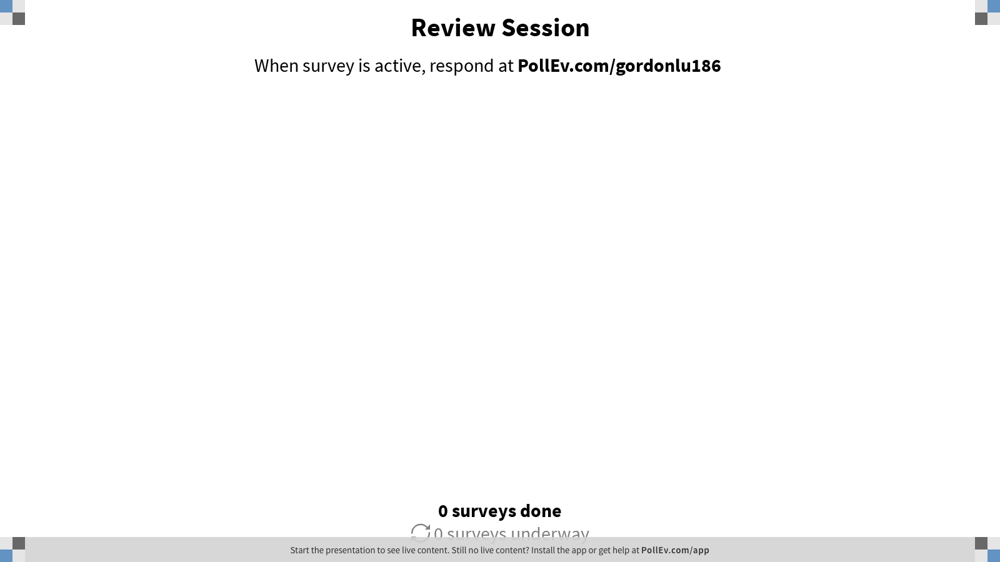 Review Session
When survey is active, respond at PollEv.com/gordonlu186
0 surveys done
0 surveys underway
Start the presentation to see live content. Still no live content? Install the app or get help at PollEv.com/app